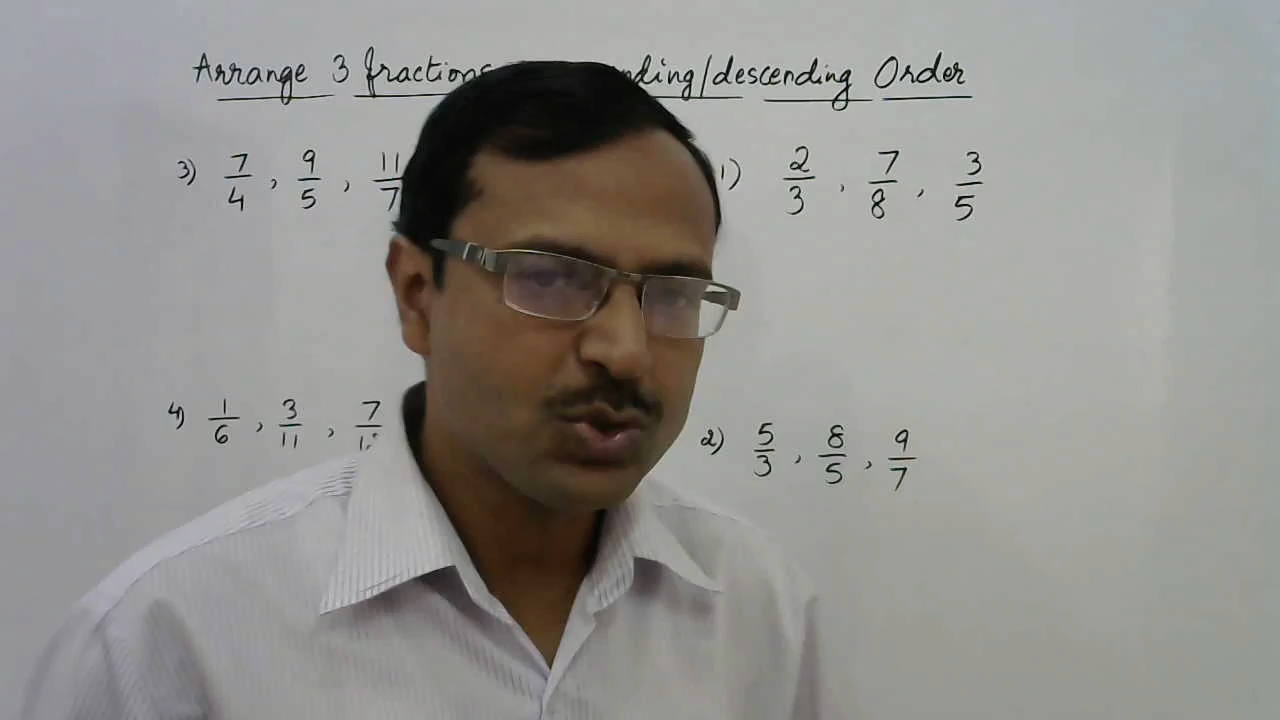 Arrange 3 fractions nding/descending Order
3) 7/4, 9/5, 11/7
1) 2/3, 7/8, 3/5
4) 1/6, 3/11, 7/
2) 5/3, 8/5, 9/7